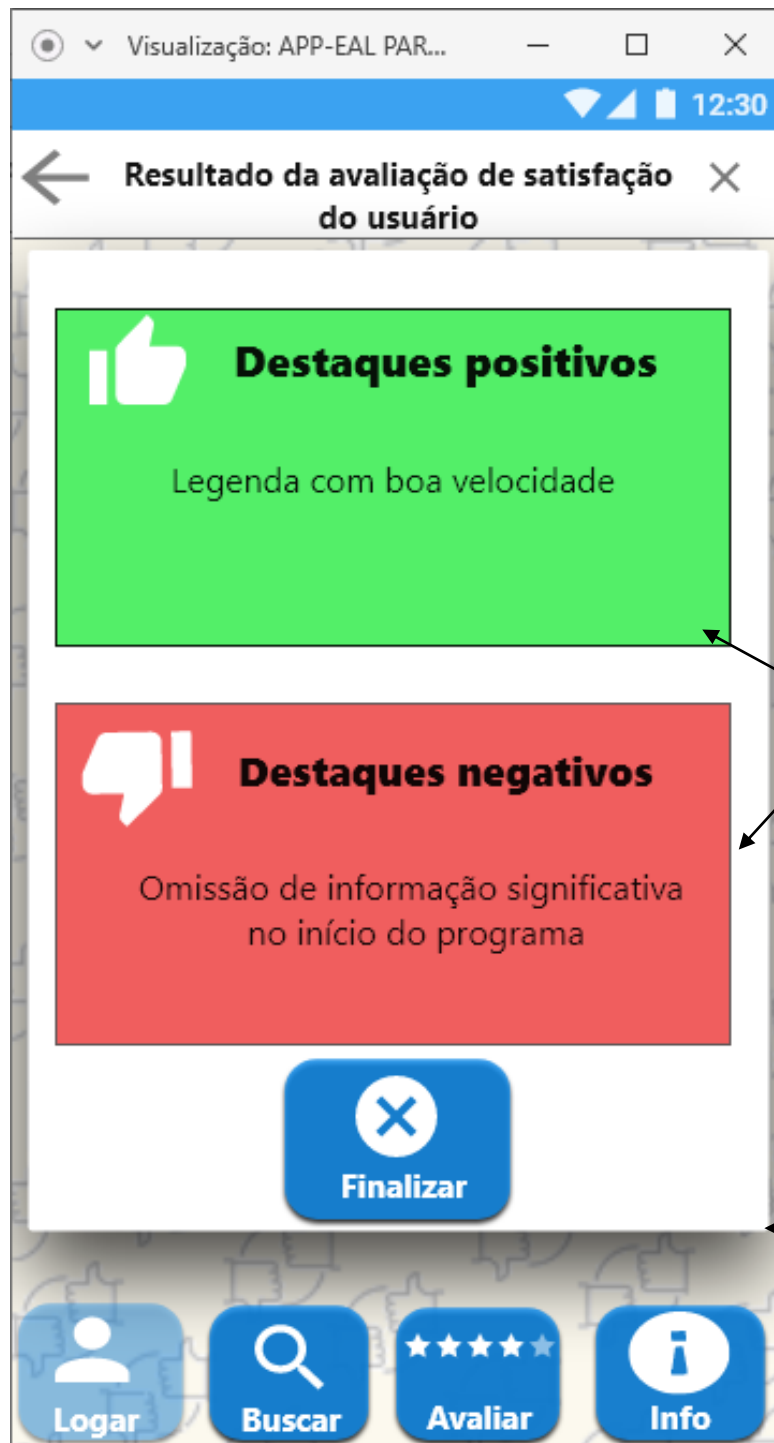 Visualização: APP-EAL PAR...
12:30
Resultado da avaliação de satisfação
do usuário
Destaques positivos
Legenda com boa velocidade
Destaques negativos
Omissão de informação significativa
no início do programa
Finalizar
Logar
Buscar
Avaliar
Info